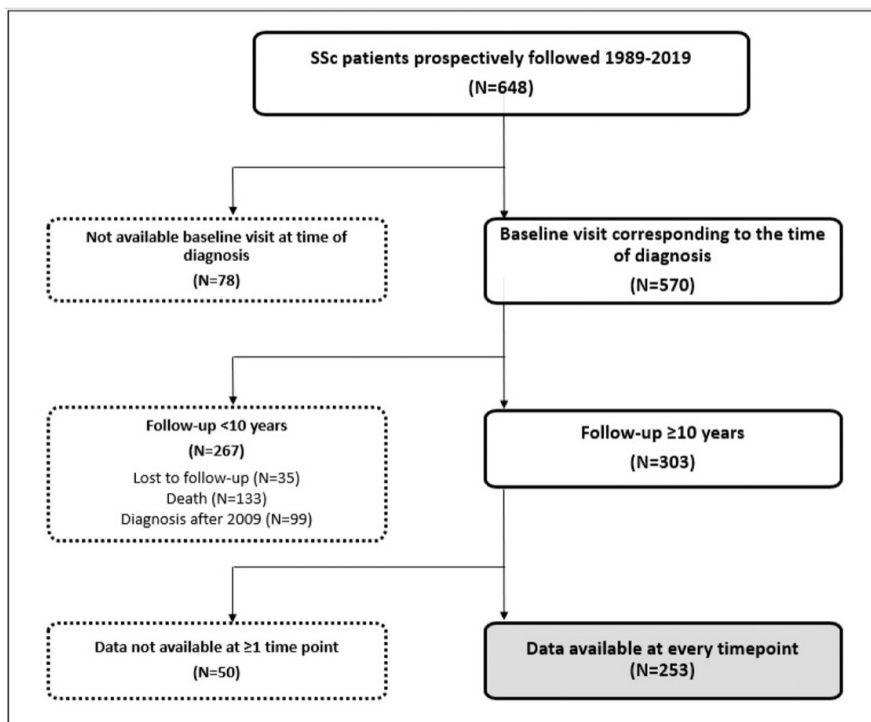 SSc patients prospectively followed 1989-2019
(N=648)
Not available baseline visit at time of
diagnosis
(N=78)
Baseline visit corresponding to the time
of diagnosis
(N=570)
Follow-up <10 years
(N=267)
Lost to follow-up (N=35)
Death (N=133)
Diagnosis after 2009 (N=99)
Follow-up ≥10 years
(N=303)
Data not available at ≥1 time point
(N=50)
Data available at every timepoint
(N=253)